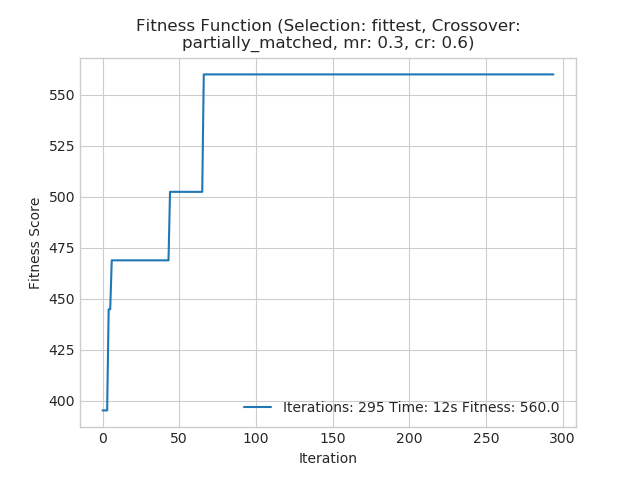 Fitness Function (Selection: fittest, Crossover:
partially_matched, mr: 0.3, cr: 0.6)
Fitness Score
550
525
500
475
450
425
400
Iterations: 295 Time: 12s Fitness: 560.0
0 50 100 150 200 250 300
Iteration